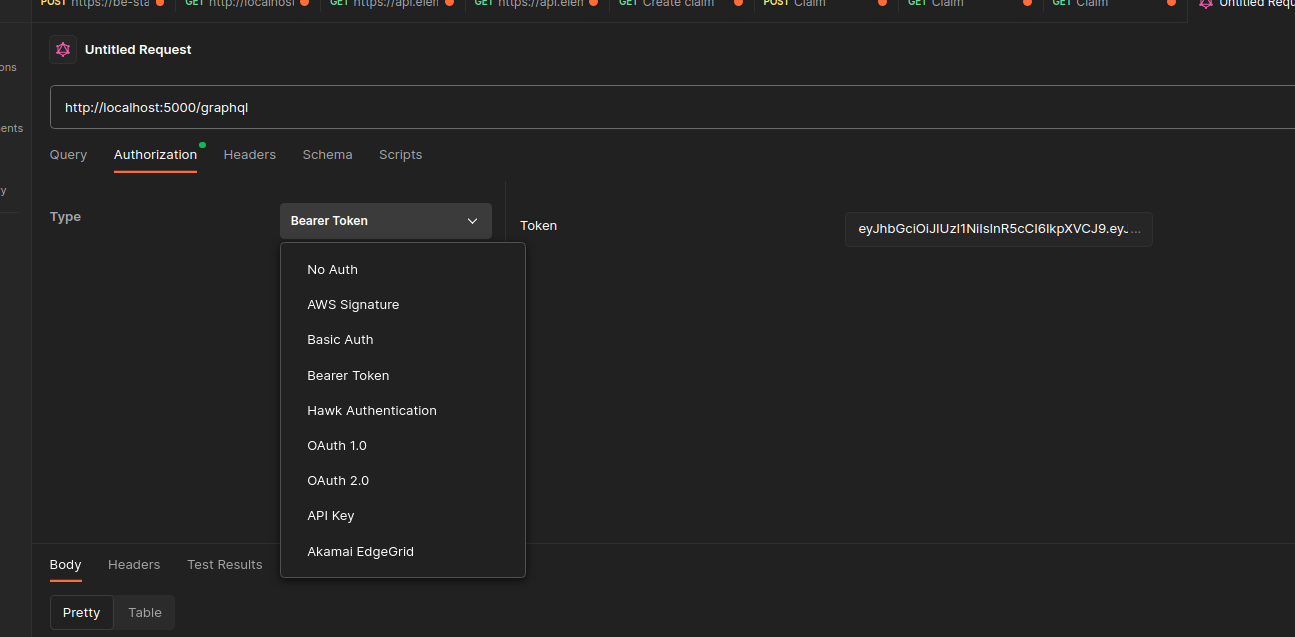 POST https://be-sta GET http://localhost GET https://api.elen GET https://api.elen GET Create claim POST Claim GET Claim GET Claim Untitled Requ
Untitled Request
ons
http://localhost:5000/graphql
ents
Query Authorization Headers Schema Scripts
y
Type Bearer Token Token eyJhbGciOiJIUzI1NiIsInR5cCI6IkpXVCJ9.eyJ...
No Auth
AWS Signature
Basic Auth
Bearer Token
Hawk Authentication
OAuth 1.0
OAuth 2.0
API Key
Akamai EdgeGrid
Body Headers Test Results
Pretty Table